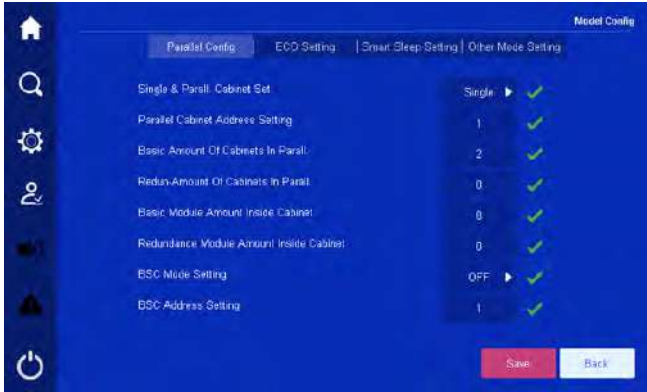 Model Config
Parallel Config ECO Setting Smart Sleep Setting Other Mode Setting
Single & Parall. Cabinet Set Single
Parallel Cabinet Address Setting 1
Basic Amount Of Cabinets In Parall. 2
Redun-Amount Of Cabinets In Parall. 0
Basic Module Amount Inside Cabinet 8
Redundance Module Amount Inside Cabinet 0
BSC Mode Setting OFF
BSC Address Setting 1
Save Back